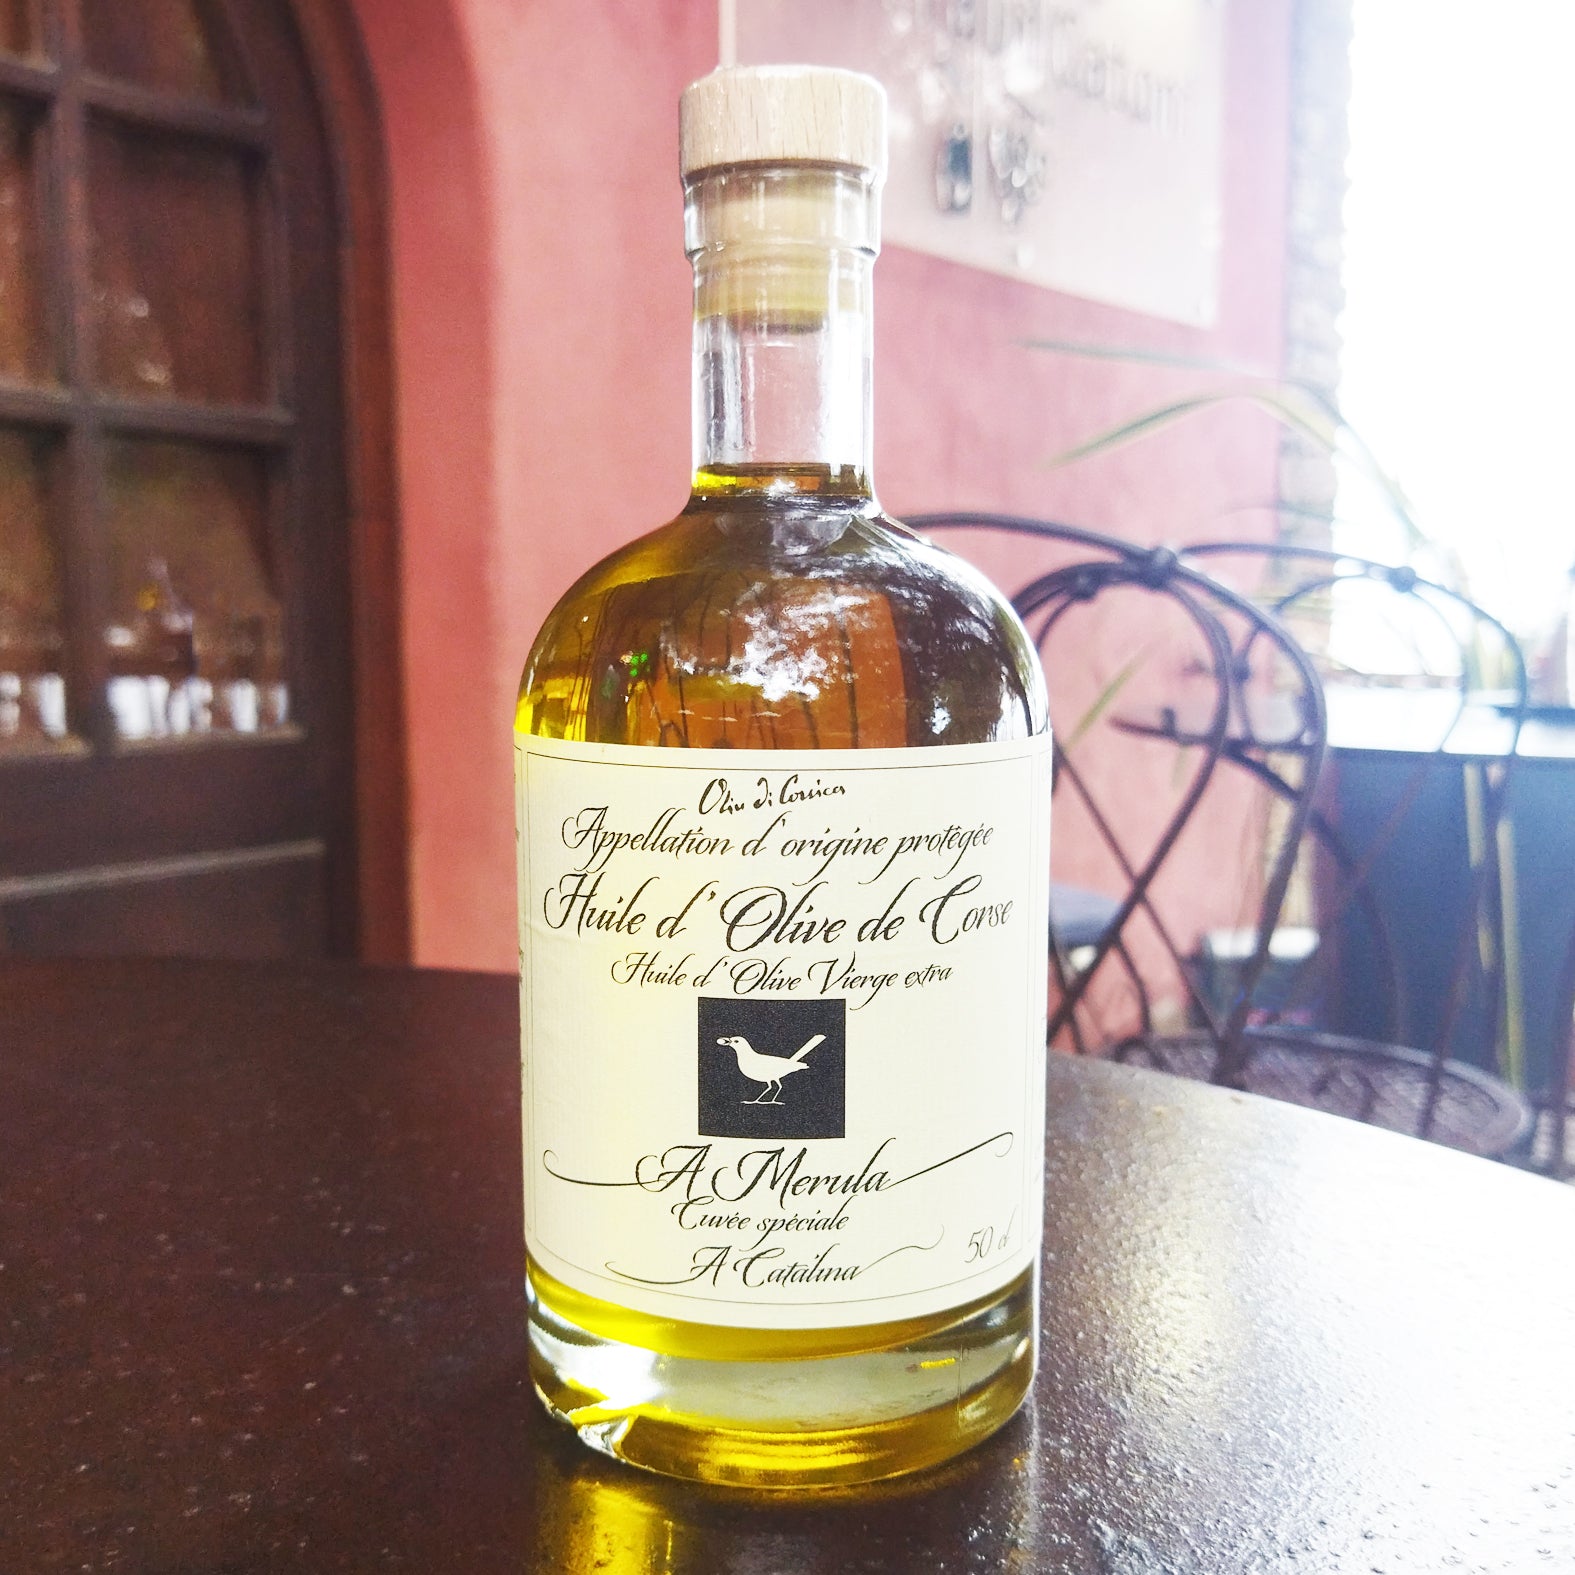 Oliu di Corsica
Appellation d'origine protégée
Huile d'Olive de Corse
Huile d'Olive Vierge extra
A Merula
Cuvée spéciale
A Catalina
50 cl